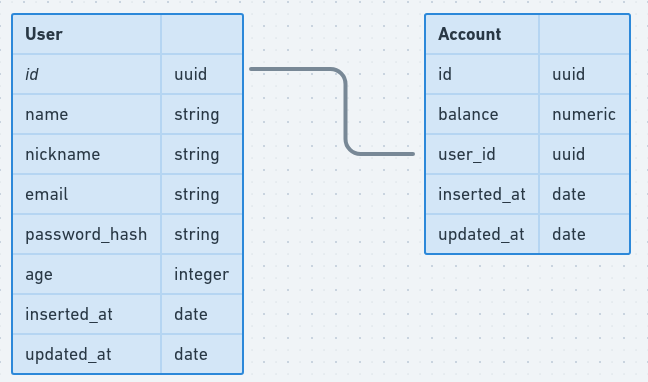 User
id uuid
name string
nickname string
email string
password_hash string
age integer
inserted_at date
updated_at date
Account
id uuid
balance numeric
user_id uuid
inserted_at date
updated_at date